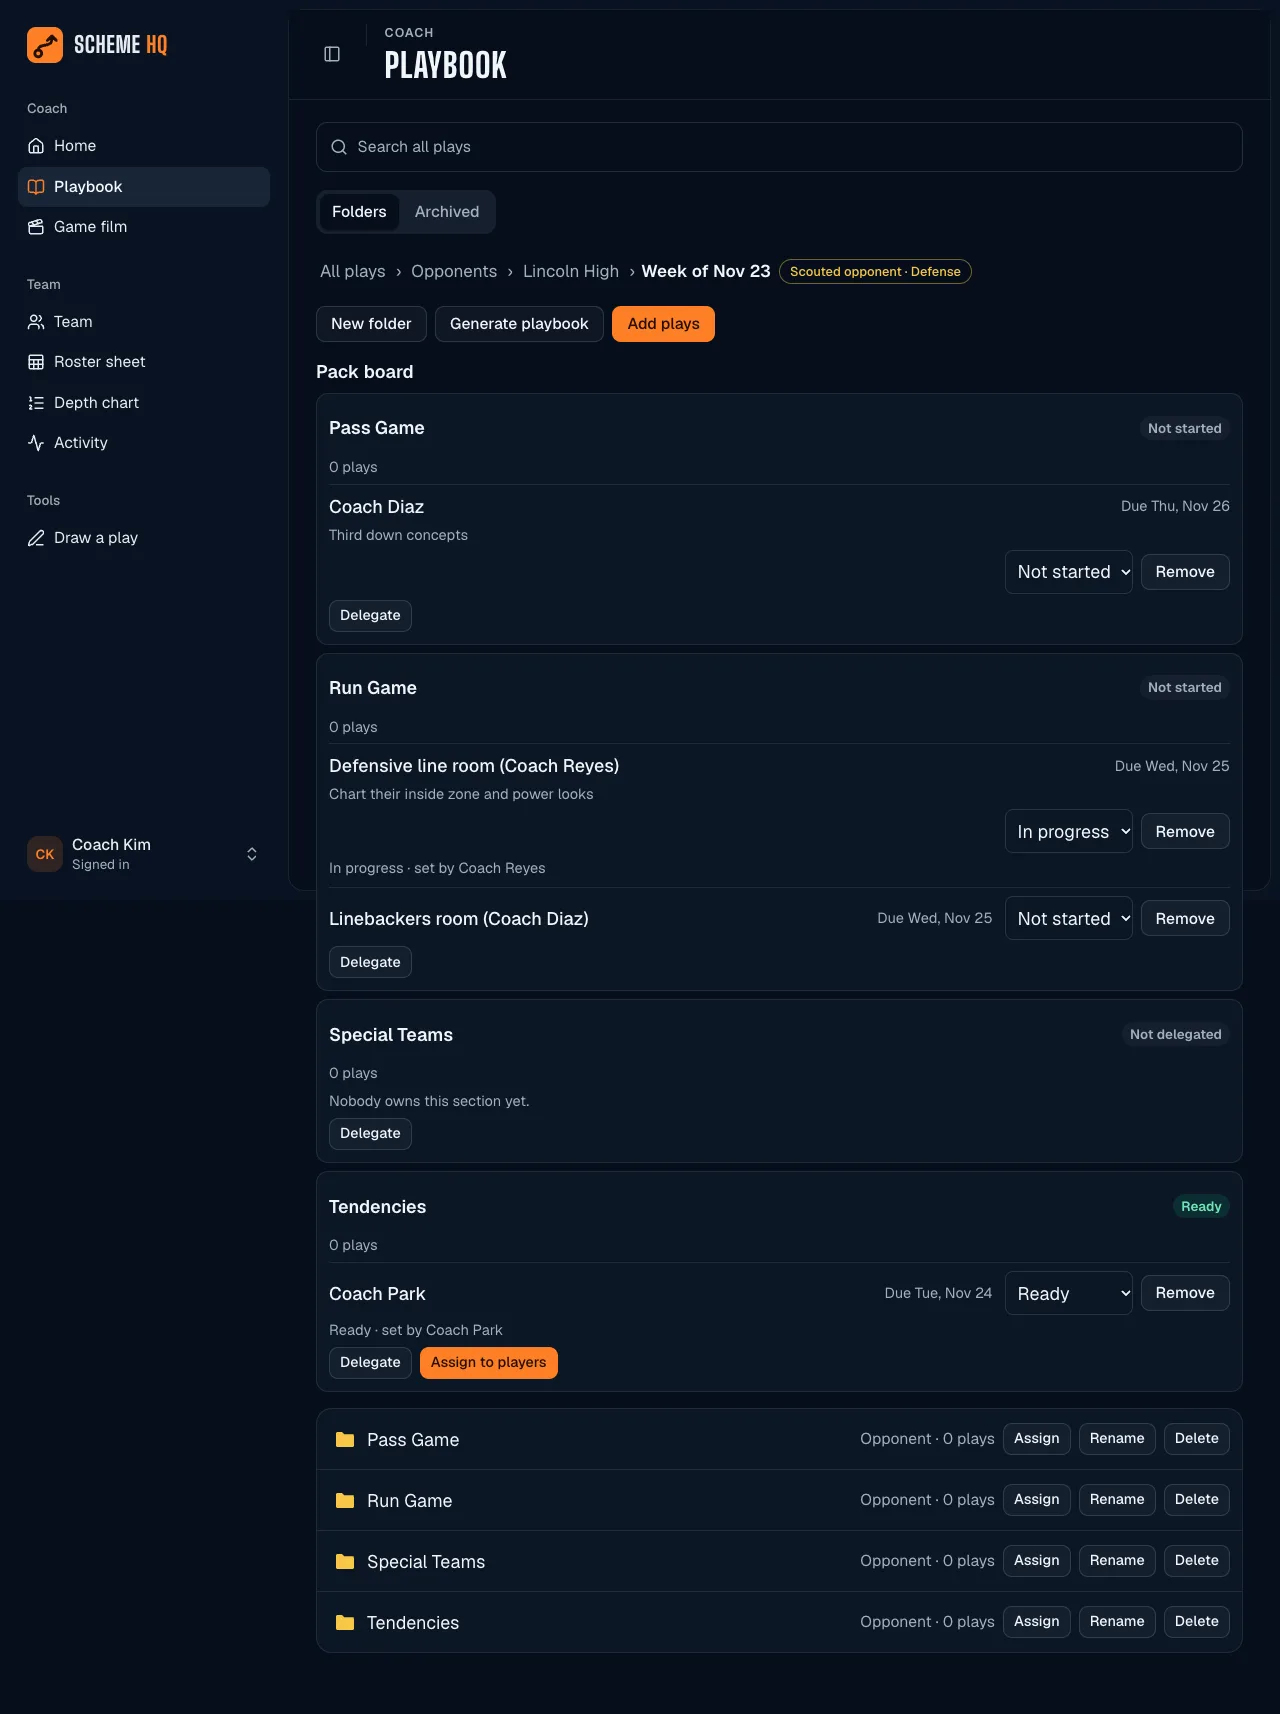 SCHEME HQ
Coach
Home
Playbook
Game film
Team
Team
Roster sheet
Depth chart
Activity
Tools
Draw a play
CK
Coach Kim
Signed in
COACH
PLAYBOOK
Search all plays
Folders Archived
All plays › Opponents › Lincoln High › Week of Nov 23 Scouted opponent · Defense
New folder Generate playbook Add plays
Pack board
Pass Game Not started
0 plays
Coach Diaz Due Thu, Nov 26
Third down concepts
Not started Remove
Delegate
Run Game Not started
0 plays
Defensive line room (Coach Reyes) Due Wed, Nov 25
Chart their inside zone and power looks
In progress Remove
In progress · set by Coach Reyes
Linebackers room (Coach Diaz) Due Wed, Nov 25 Not started Remove
Delegate
Special Teams Not delegated
0 plays
Nobody owns this section yet.
Delegate
Tendencies Ready
0 plays
Coach Park Due Tue, Nov 24 Ready Remove
Ready · set by Coach Park
Delegate Assign to players
Pass Game Opponent · 0 plays Assign Rename Delete
Run Game Opponent · 0 plays Assign Rename Delete
Special Teams Opponent · 0 plays Assign Rename Delete
Tendencies Opponent · 0 plays Assign Rename Delete